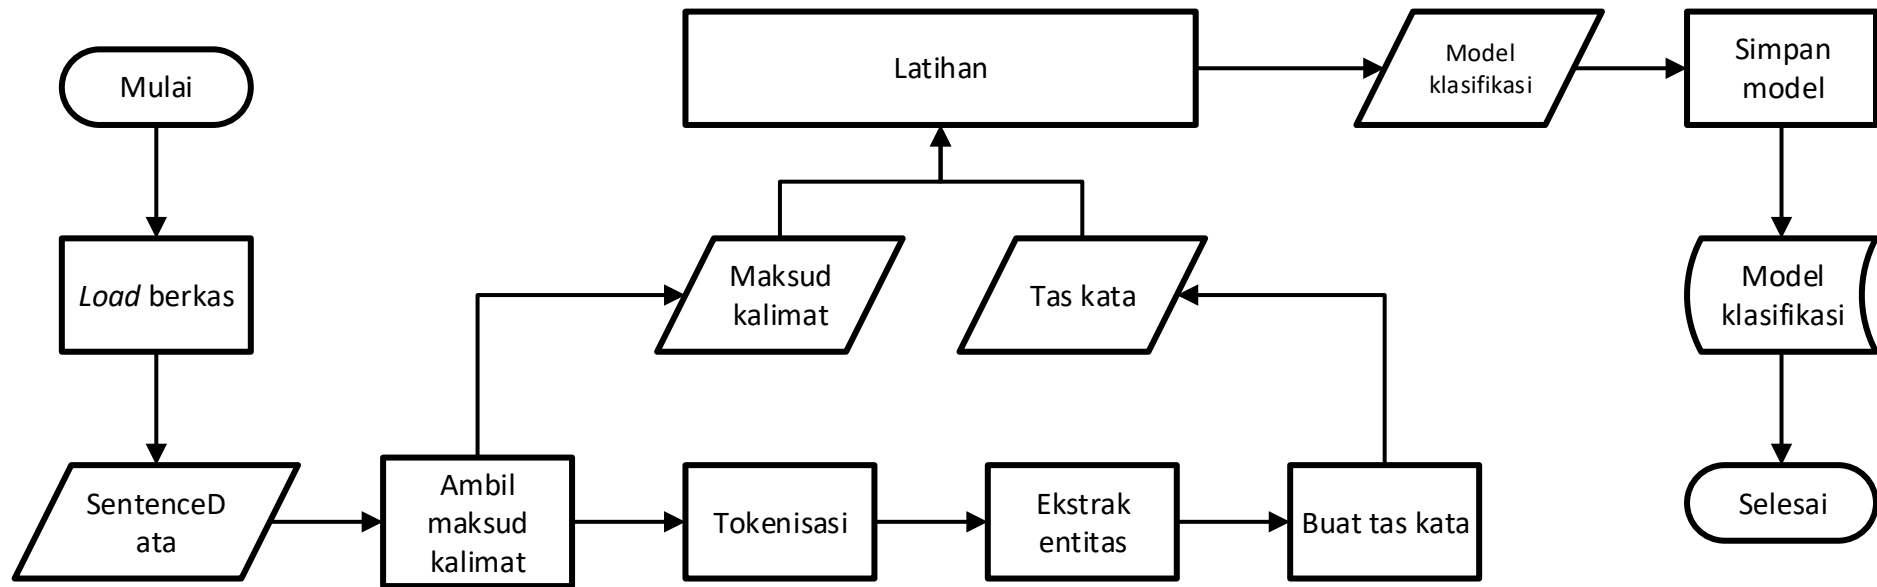 Mulai
Load berkas
SentenceD
ata
Ambil
maksud
kalimat
Tokenisasi
Ekstrak
entitas
Buat tas kata
Maksud
kalimat
Tas kata
Latihan
Model
klasifikasi
Simpan
model
Model
klasifikasi
Selesai